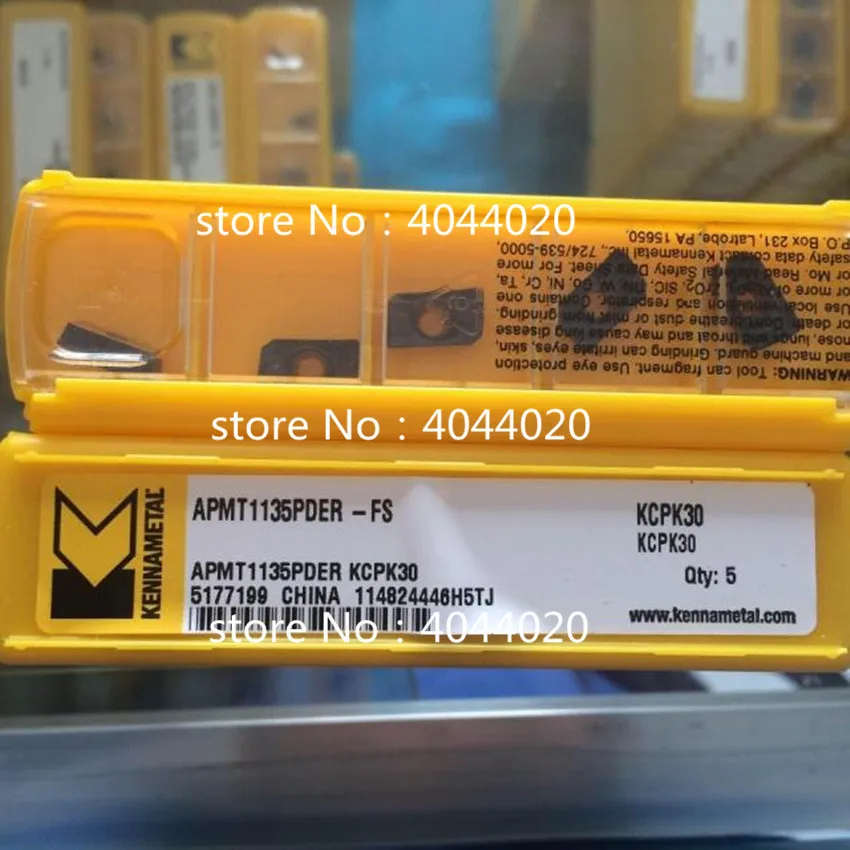 store No：4044020
P.O. Box 231, Latrobe, PA 15650.
safety data contact Kennametal Inc., 724/539-5000,
or Mo. Read Material Safety Data Sheet. For more
or more of Al2O3, SiC, ZrO2, TiN, W, Co, Ni, Cr, Ta,
Use local ventilation and respirator. Contains one
or death. Don't breathe dust or mist from grinding.
nose, lungs, and throat and may cause lung disease
and machine guard. Grinding can irritate eyes, skin,
WARNING: Tool can fragment. Use eye protection
store No：4044020
KENNAMETAL
APMT1135PDER -FS
KCPK30
KCPK30
APMT1135PDER KCPK30
Qty: 5
5177199 CHINA 114824446H5TJ
www.kennametal.com
store No：4044020